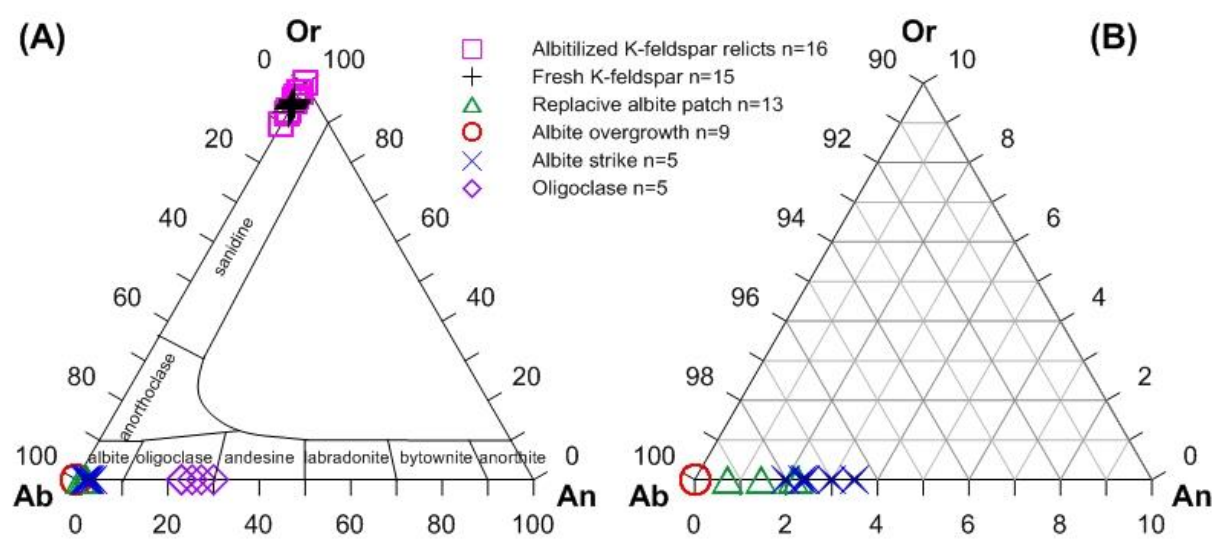 (A)
Or
0
100
20
80
40
60
60
40
80
20
100
0
Ab
An
0
20
40
60
80
100
sanidine
anorthoclase
albite
oligoclase
andesine
labradonite
bytownite
anorthite
Albitilized K-feldspar relicts n=16
Fresh K-feldspar n=15
Replacive albite patch n=13
Albite overgrowth n=9
Albite strike n=5
Oligoclase n=5
(B)
Or
90
10
92
8
94
6
96
4
98
2
100
0
Ab
An
0
2
4
6
8
10